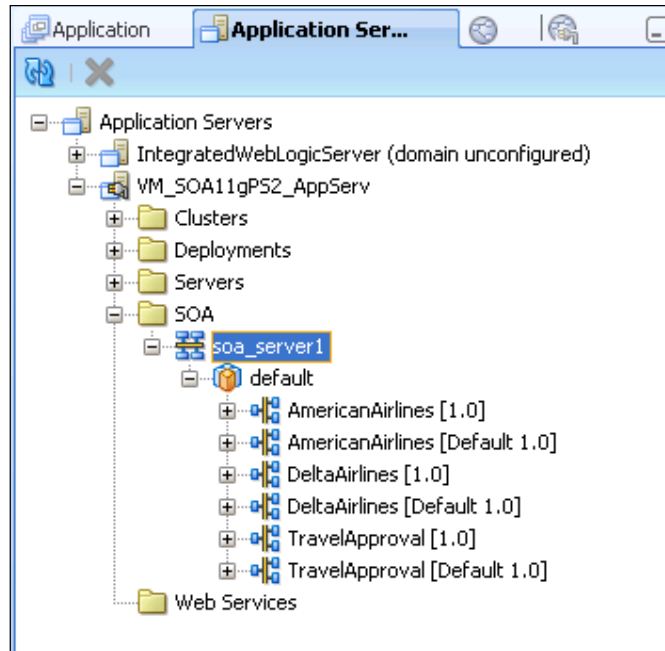 Application Application Ser...
Application Servers
IntegratedWebLogicServer (domain unconfigured)
VM_SOA11gPS2_AppServ
Clusters
Deployments
Servers
SOA
soa_server1
default
AmericanAirlines [1.0]
AmericanAirlines [Default 1.0]
DeltaAirlines [1.0]
DeltaAirlines [Default 1.0]
TravelApproval [1.0]
TravelApproval [Default 1.0]
Web Services